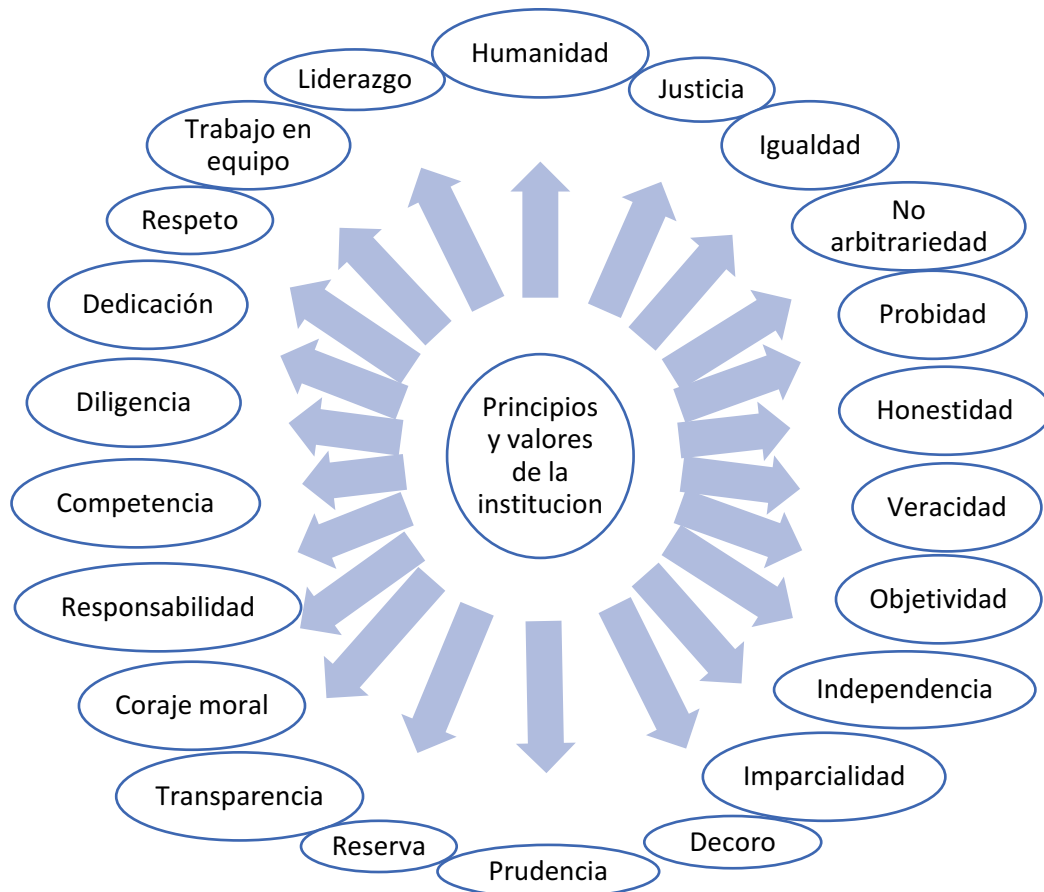 Humanidad
Justicia
Igualdad
No
arbitrariedad
Probidad
Honestidad
Veracidad
Objetividad
Independencia
Imparcialidad
Decoro
Prudencia
Reserva
Transparencia
Coraje moral
Responsabilidad
Competencia
Diligencia
Dedicación
Respeto
Trabajo en
equipo
Liderazgo
Principios
y valores
de la
institucion